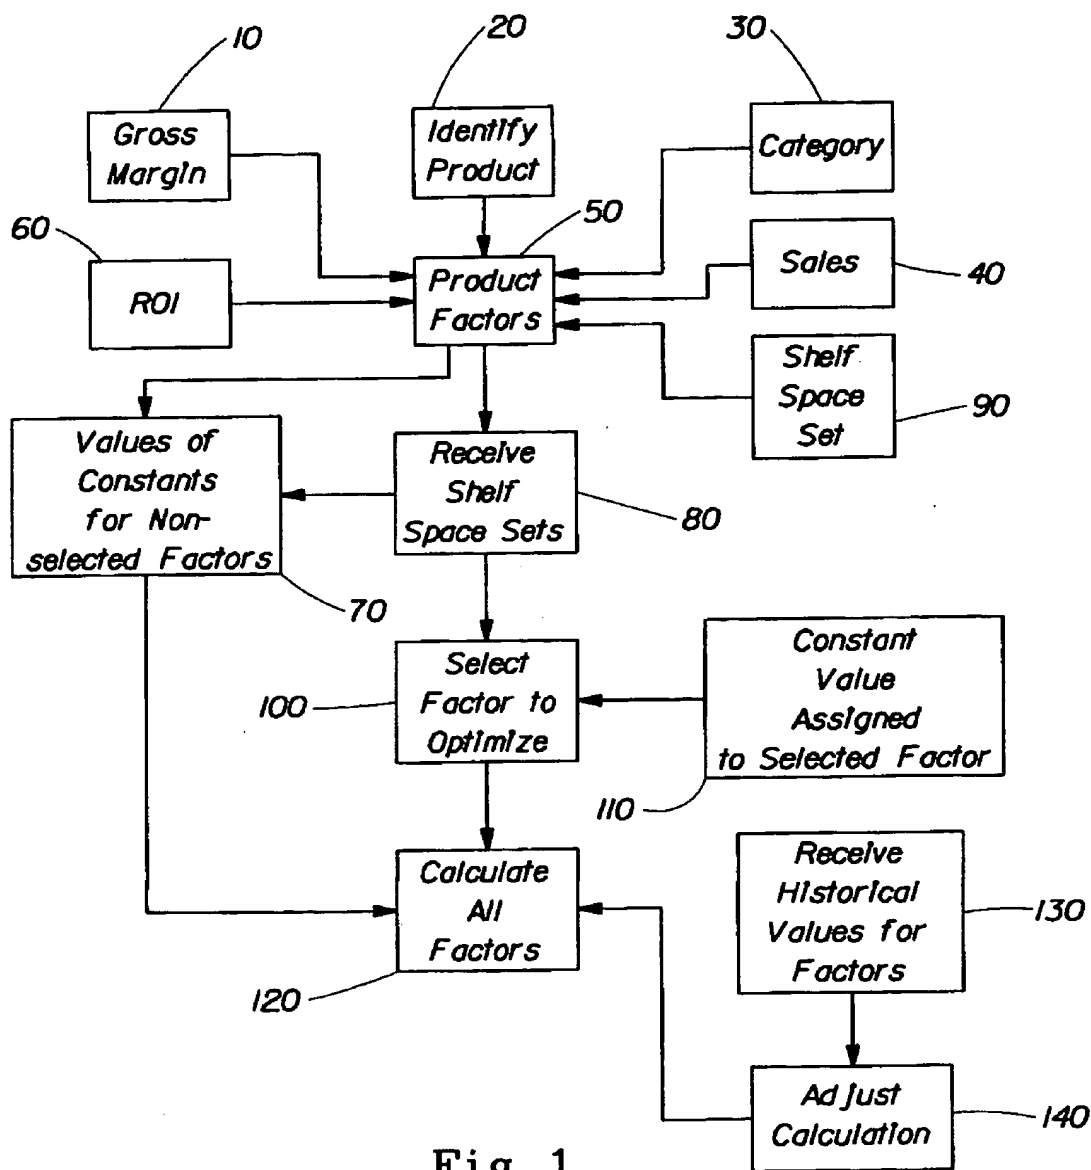 10
20
30
Gross
Margin
Identify
Product
Category
60
50
ROI
Product
Factors
Sales
40
Shelf
Space
Set
90
Values of
Constants
for Non-
selected Factors
70
Receive
Shelf
Space Sets
80
Select
Factor to
Optimize
100
Constant
Value
Assigned
to Selected Factor
110
Calculate
All
Factors
120
Receive
Historical
Values for
Factors
130
Adjust
Calculation
140
Fig. 1